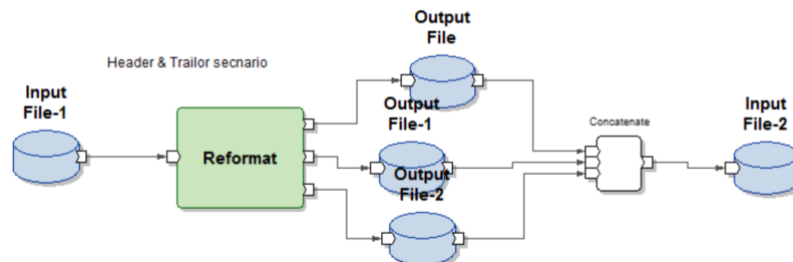 Output
File
Header & Trailor secnario
Input
File-1
Output
File-1
Concatenate
Input
File-2
Reformat
Output
File-2